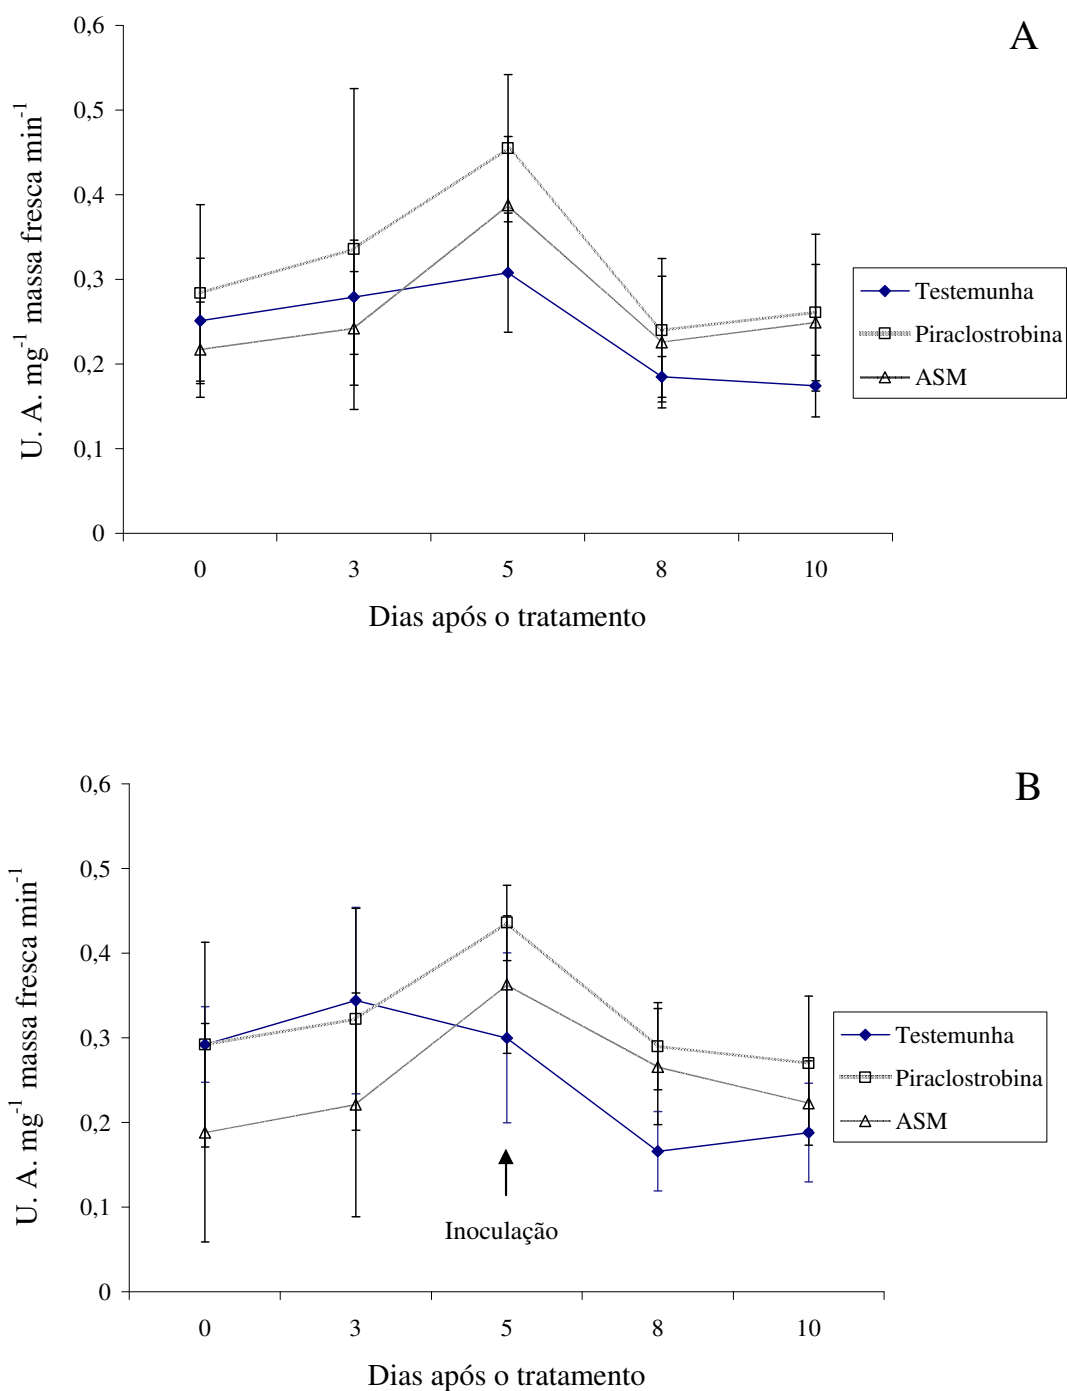 A
U. A. mg⁻¹ massa fresca min⁻¹
0,6
0,5
0,4
0,3
0,2
0,1
0
0 3 5 8 10
Dias após o tratamento
Testemunha
Piraclostrobina
ASM
B
U. A. mg⁻¹ massa fresca min⁻¹
0,6
0,5
0,4
0,3
0,2
0,1
0
Inoculação
0 3 5 8 10
Dias após o tratamento
Testemunha
Piraclostrobina
ASM